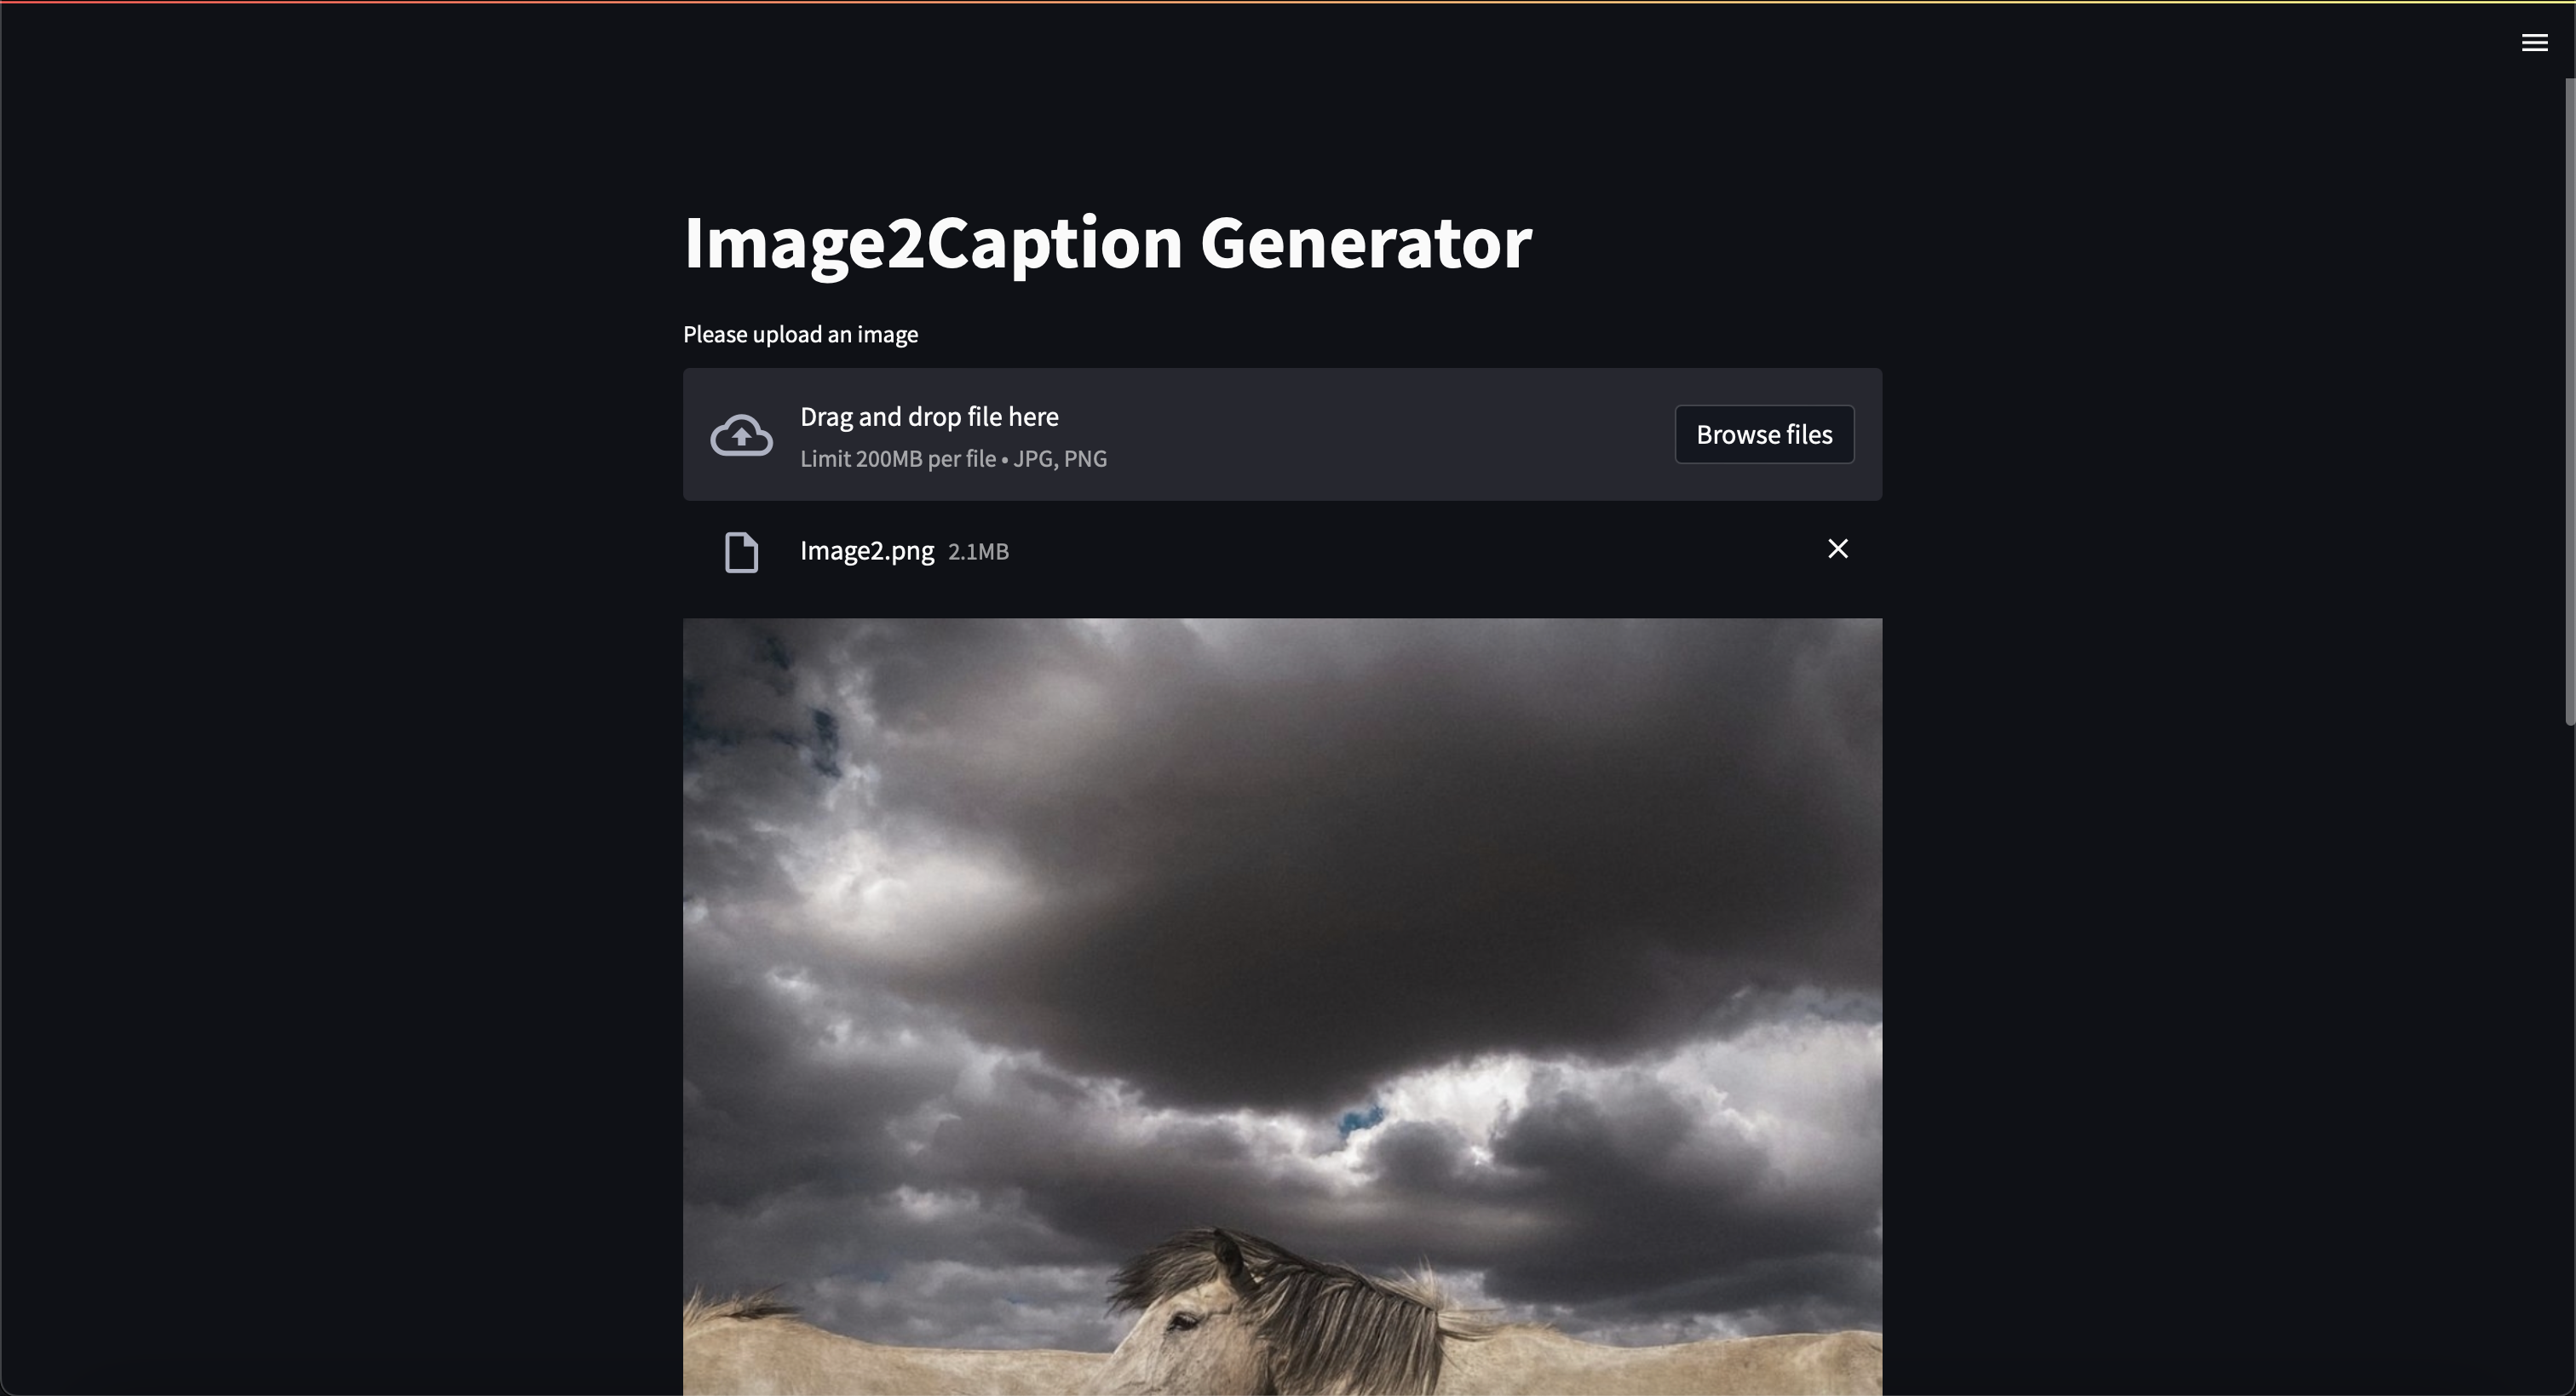 Image2Caption Generator
Please upload an image
Drag and drop file here
Limit 200MB per file • JPG, PNG
Browse files
Image2.png 2.1MB